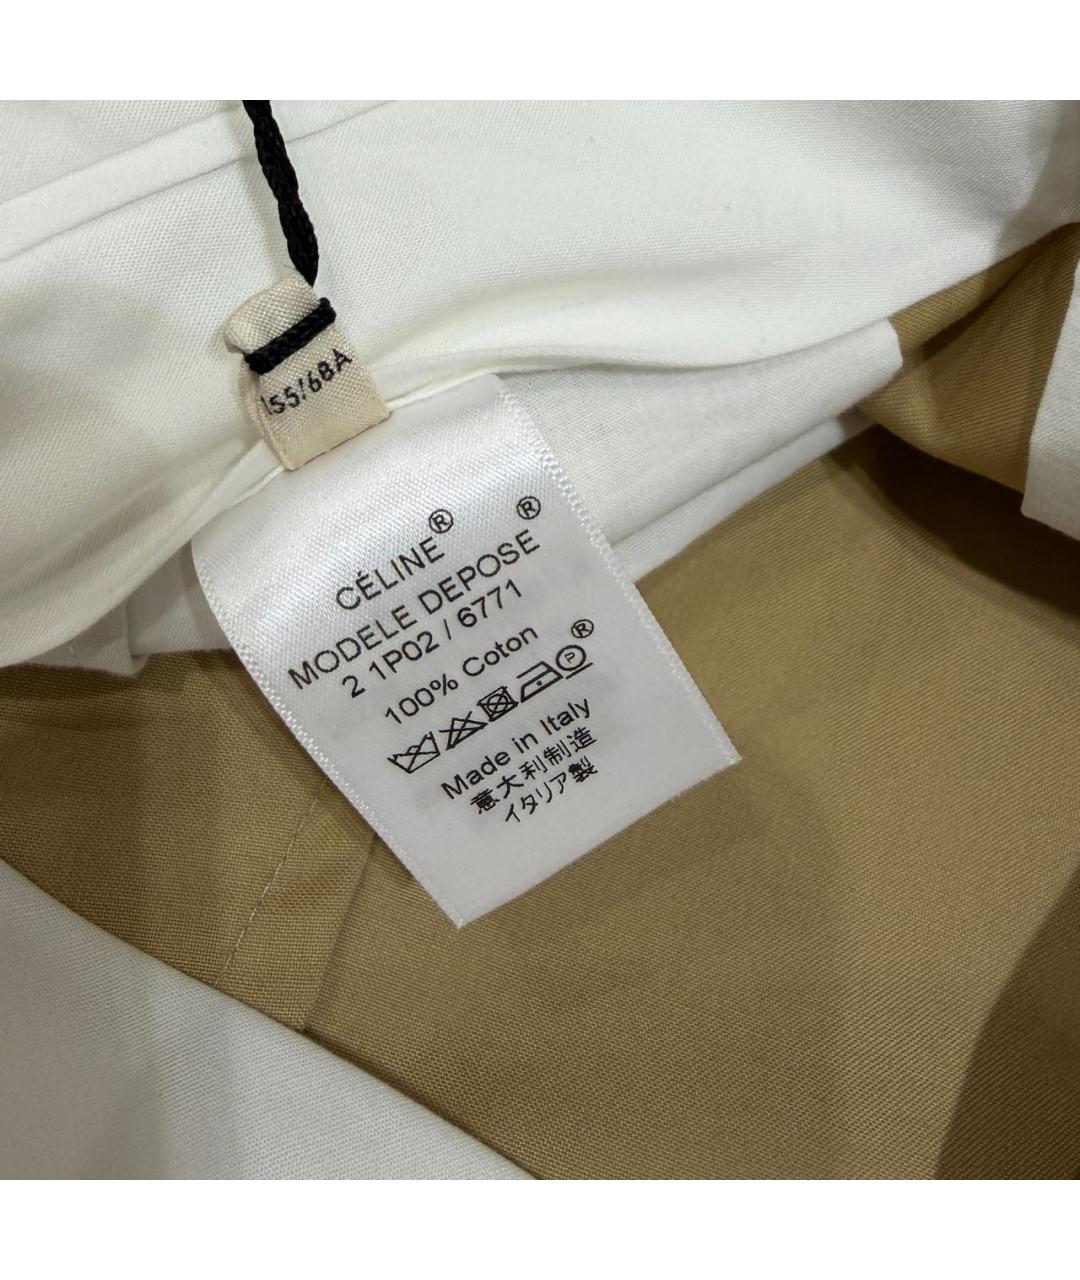 155/68A
CÉLINE®
MODELE DEPOSE®
2 1P02 / 6771
100% Coton
P ®
Made in Italy
意大利制造
イタリア製